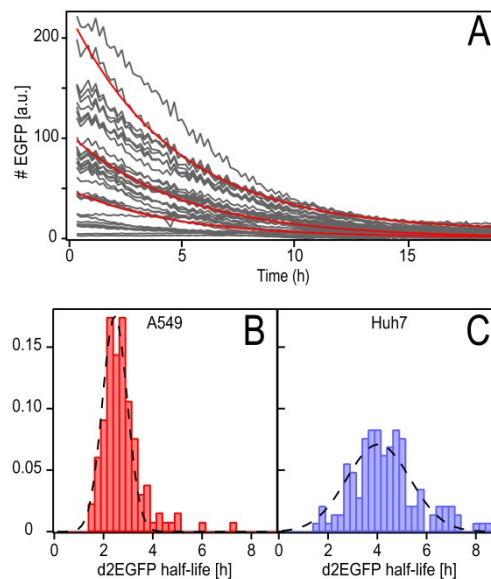 A
200
100
0
# EGFP [a.u.]
0 5 10 15
Time (h)
A549 B Huh7 C
0.15
0.10
0.05
0
0 2 4 6 8 0 2 4 6 8
d2EGFP half-life [h] d2EGFP half-life [h]